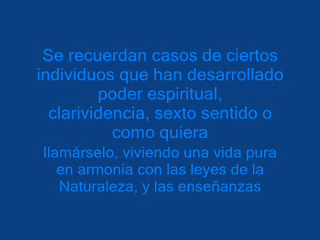 Se recuerdan casos de ciertos
individuos que han desarrollado
poder espiritual,
clarividencia, sexto sentido o
como quiera
llamárselo, viviendo una vida pura
en armonía con las leyes de la
Naturaleza, y las enseñanzas